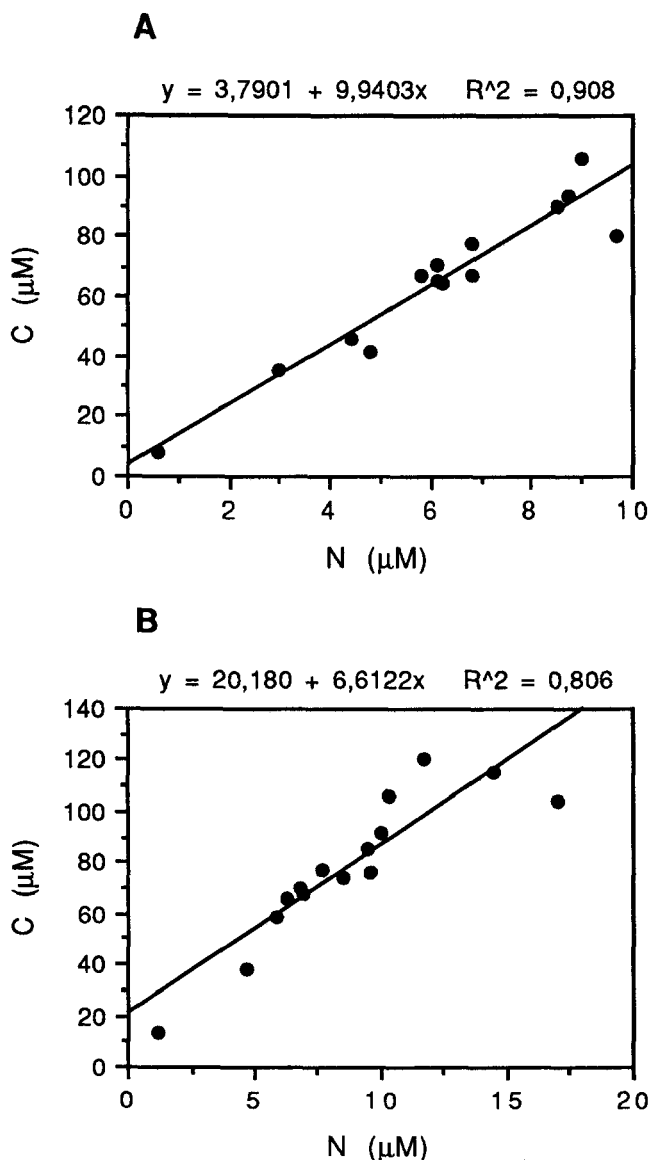 A
y = 3,7901 + 9,9403x R^2 = 0,908
120
100
80
60
40
20
0
C (µM)
0 2 4 6 8 10
N (µM)
B
y = 20,180 + 6,6122x R^2 = 0,806
140
120
100
80
60
40
20
0
C (µM)
0 5 10 15 20
N (µM)